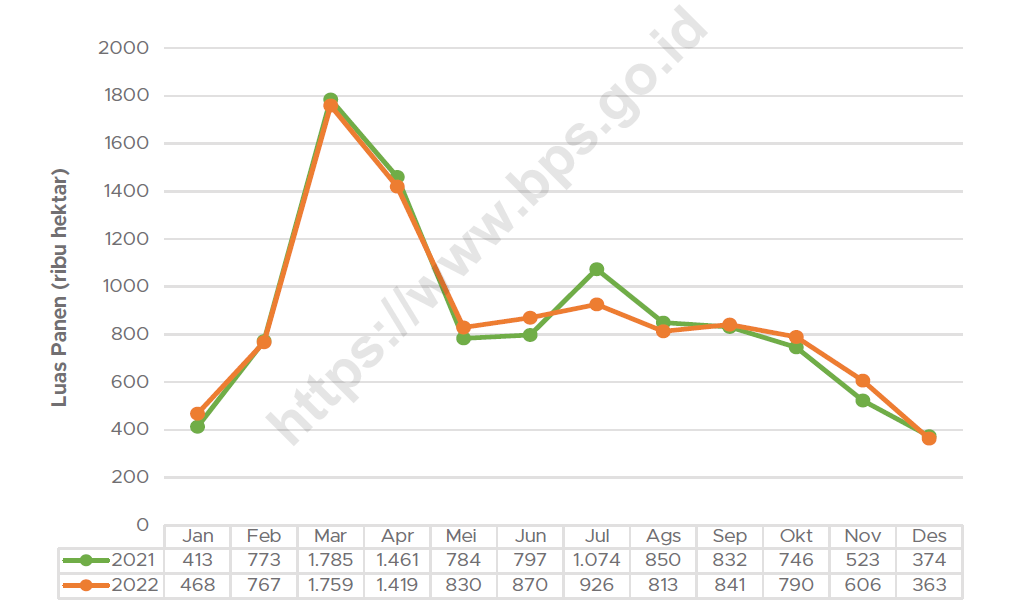 2000
1800
1600
1400
1200
1000
800
600
400
200
0
Luas Panen (ribu hektar)
https://www.bps.go.id
Jan Feb Mar Apr Mei Jun Jul Ags Sep Okt Nov Des
2021 413 773 1.785 1.461 784 797 1.074 850 832 746 523 374
2022 468 767 1.759 1.419 830 870 926 813 841 790 606 363